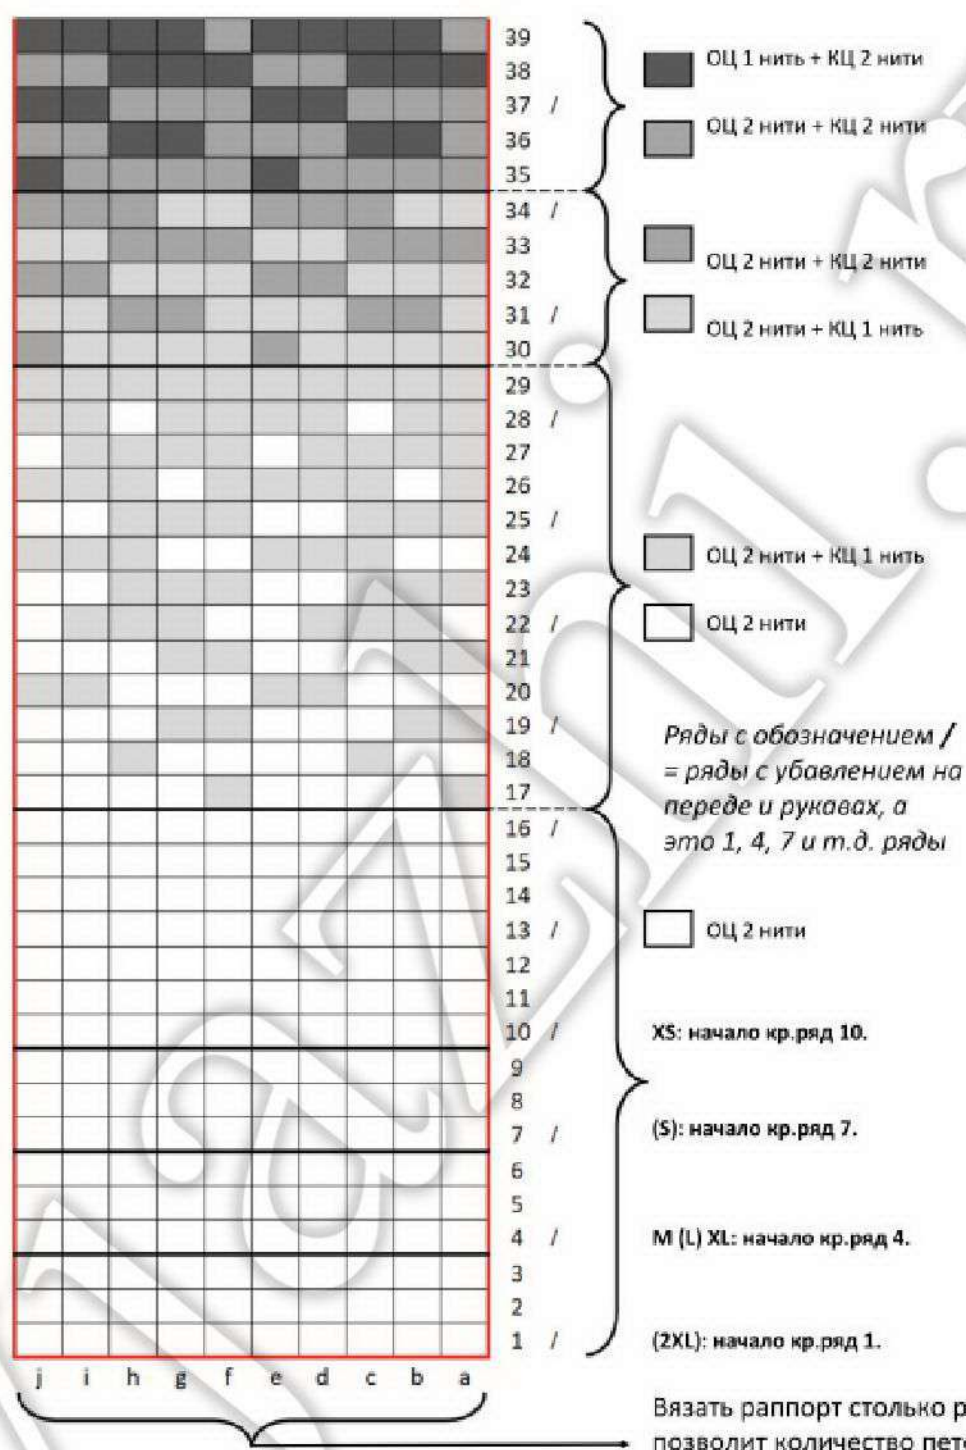 39
ОЦ 1 нить + КЦ 2 нити
38
37 /
ОЦ 2 нити + КЦ 2 нити
36
35
34 /
33
ОЦ 2 нити + КЦ 2 нити
32
31 /
ОЦ 2 нити + КЦ 1 нить
30
29
28 /
27
26
25 /
24
ОЦ 2 нити + КЦ 1 нить
23
22 /
ОЦ 2 нити
21
20
19 /
18
17
Ряды с обозначением /
= ряды с убавлением на
переде и рукавах, а
это 1, 4, 7 и т.д. ряды
16 /
15
14
13 /
ОЦ 2 нити
12
11
10 /
XS: начало кр.ряд 10.
9
8
7 /
(S): начало кр.ряд 7.
6
5
4 /
M (L) XL: начало кр.ряд 4.
3
2
1 /
(2XL): начало кр.ряд 1.
j i h g f e d c b a
Вязать раппорт столько
позволит количество